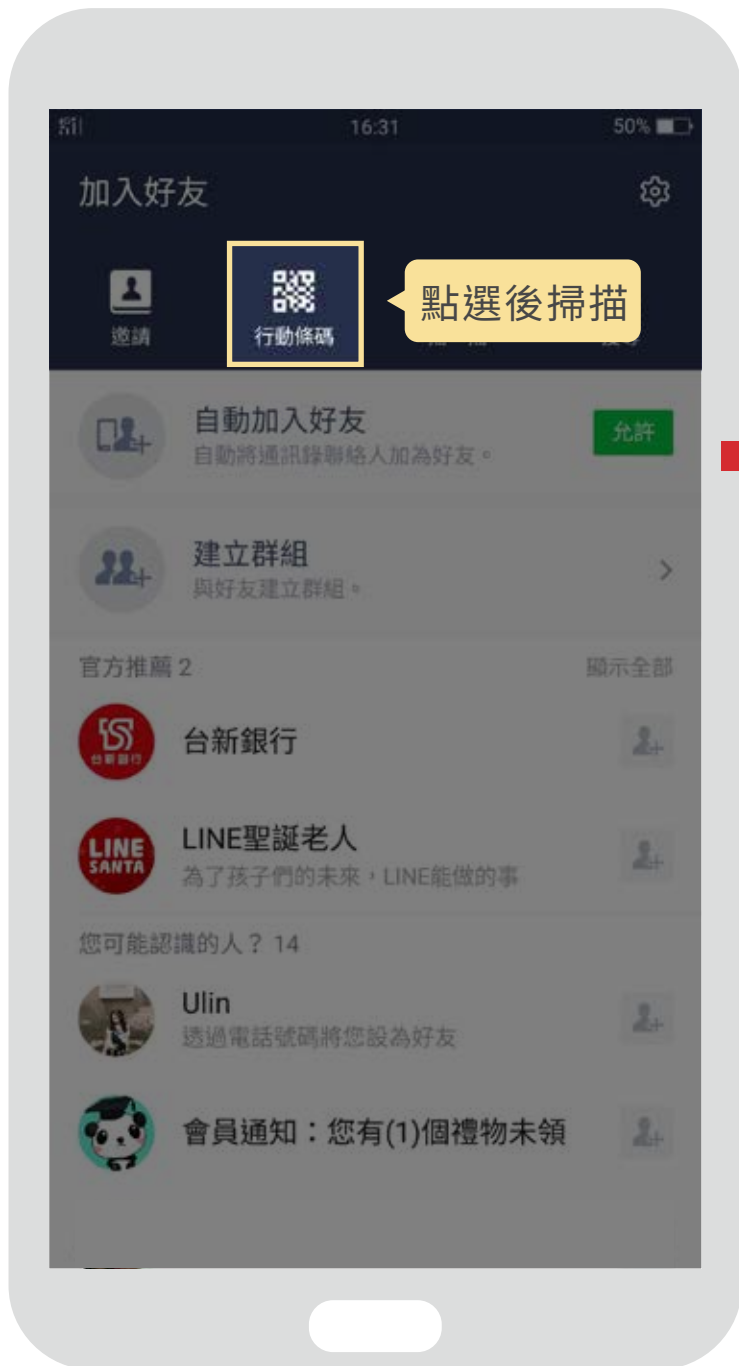 16:31
50%
加入好友
邀請
行動條碼
點選後掃描
自動加入好友
自動將通訊錄聯絡人加為好友。
允許
建立群組
與好友建立群組。
官方推薦 2
顯示全部
台新銀行
台新銀行
LINE SANTA
LINE聖誕老人
為了孩子們的未來，LINE能做的事
您可能認識的人？ 14
Ulin
透過電話號碼將您設為好友
會員通知：您有(1)個禮物未領